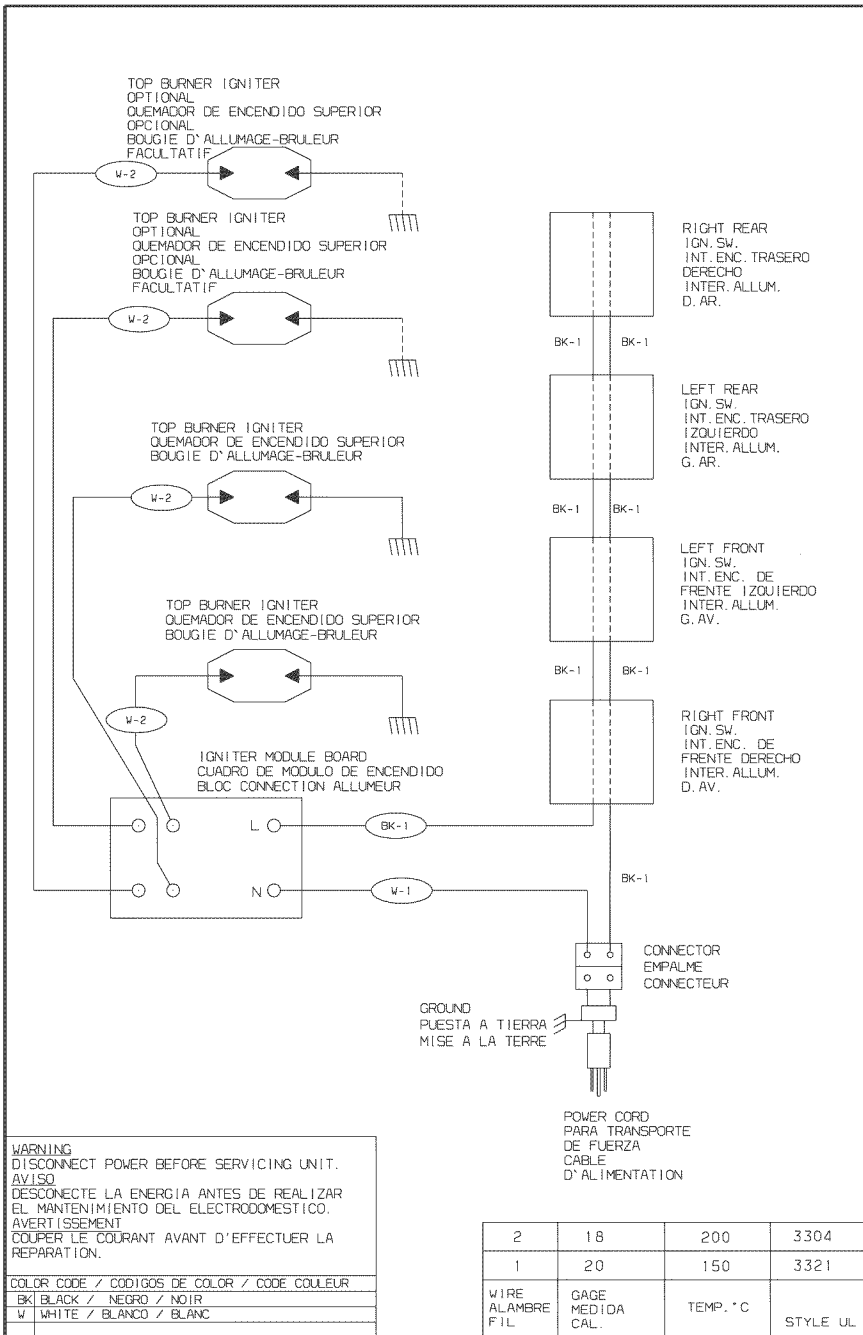 TOP BURNER IGNITER
OPTIONAL
QUEMADOR DE ENCENDIDO SUPERIOR
OPCIONAL
BOUGIE D`ALLUMAGE-BRULEUR
FACULTATIF
W-2
TOP BURNER IGNITER
OPTIONAL
QUEMADOR DE ENCENDIDO SUPERIOR
OPCIONAL
BOUGIE D`ALLUMAGE-BRULEUR
FACULTATIF
W-2
TOP BURNER IGNITER
QUEMADOR DE ENCENDIDO SUPERIOR
BOUGIE D`ALLUMAGE-BRULEUR
W-2
TOP BURNER IGNITER
QUEMADOR DE ENCENDIDO SUPERIOR
BOUGIE D`ALLUMAGE-BRULEUR
W-2
IGNITER MODULE BOARD
CUADRO DE MODULO DE ENCENDIDO
BLOC CONNECTION ALLUMEUR
L
BK-1
N
W-1
RIGHT REAR
IGN. SW.
INT. ENC. TRASERO
DERECHO
INTER. ALLUM.
D. AR.
BK-1 BK-1
LEFT REAR
IGN. SW.
INT. ENC. TRASERO
IZQUIERDO
INTER. ALLUM.
G. AR.
BK-1 BK-1
LEFT FRONT
IGN. SW.
INT. ENC. DE
FRENTE IZQUIERDO
INTER. ALLUM.
G. AV.
BK-1 BK-1
RIGHT FRONT
IGN. SW.
INT. ENC. DE
FRENTE DERECHO
INTER. ALLUM.
D. AV.
BK-1
CONNECTOR
EMPALME
CONNECTEUR
GROUND
PUESTA A TIERRA
MISE A LA TERRE
POWER CORD
PARA TRANSPORTE
DE FUERZA
CABLE
D`ALIMENTATION
WARNING
DISCONNECT POWER BEFORE SERVICING UNIT.
AVISO
DESCONECTE LA ENERGIA ANTES DE REALIZAR
EL MANTENIMIENTO DEL ELECTRODOMESTICO.
AVERTISSEMENT
COUPER LE COURANT AVANT D'EFFECTUER LA
REPARATION.
COLOR CODE / CODIGOS DE COLOR / CODE COULEUR
BK BLACK / NEGRO / NOIR
W WHITE / BLANCO / BLANC
2 18 200 3304
1 20 150 3321
WIRE
ALAMBRE
FIL
GAGE
MEDIDA
CAL.
TEMP. °C
STYLE UL